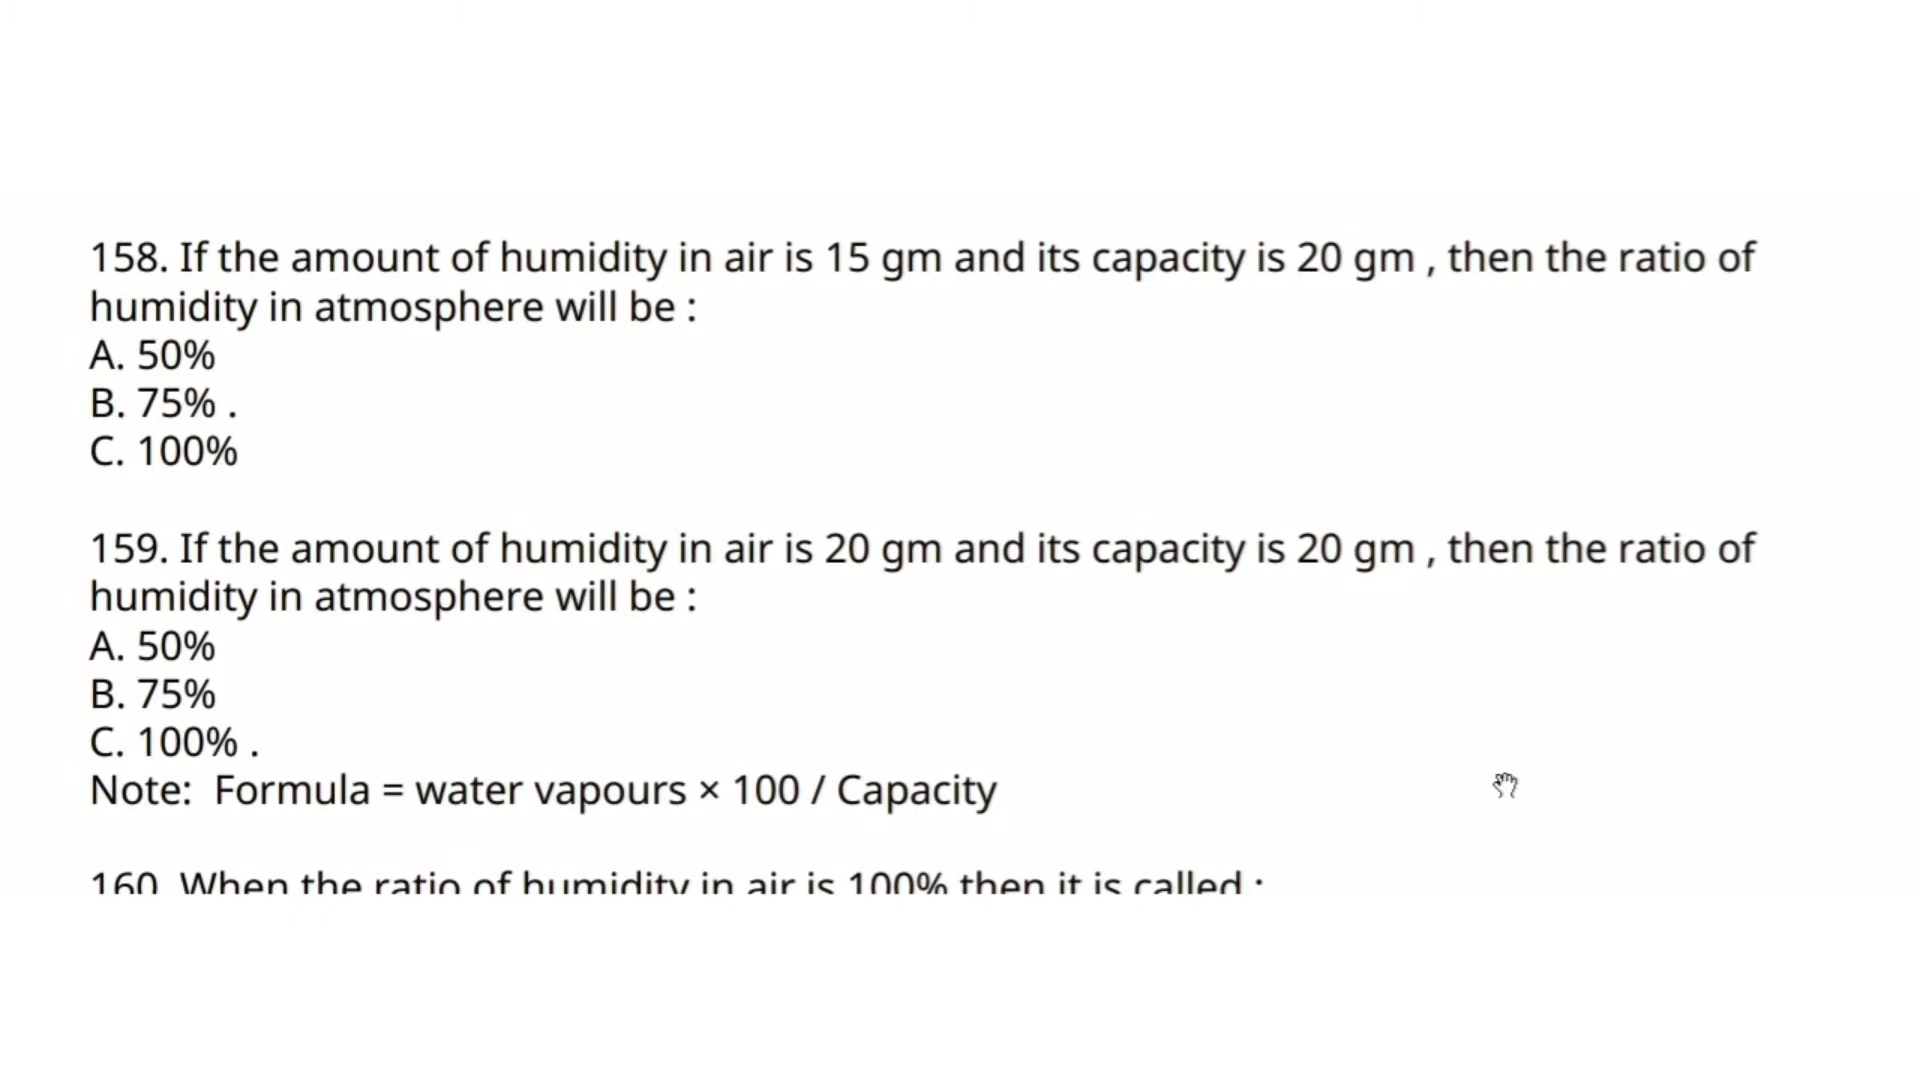 158. If the amount of humidity in air is 15 gm and its capacity is 20 gm , then the ratio of
humidity in atmosphere will be :
A. 50%
B. 75% .
C. 100%
159. If the amount of humidity in air is 20 gm and its capacity is 20 gm , then the ratio of
humidity in atmosphere will be :
A. 50%
B. 75%
C. 100% .
Note:  Formula = water vapours × 100 / Capacity
160. When the ratio of humidity in air is 100% then it is called :